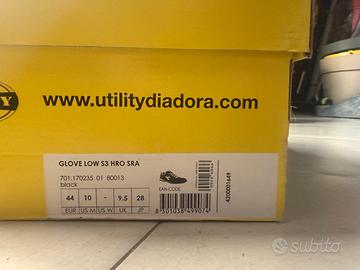 www.utilitydiadora.com
GLOVE LOW S3 HRO SRA
701.170235 01 80013
black
44 10 - 9.5 28
EUR US M US W UK JP
EAN-CODE
8 301038 499074
4200001649
subito